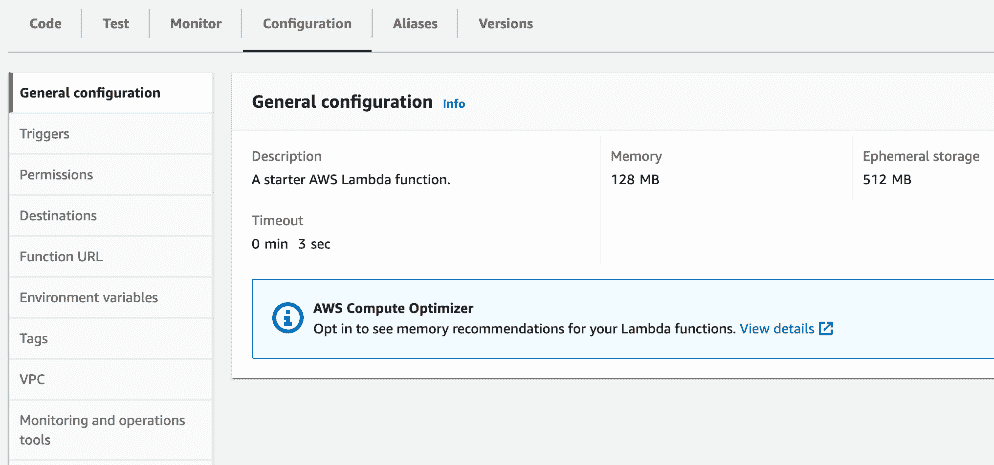 Code Test Monitor Configuration Aliases Versions
General configuration
Triggers
Permissions
Destinations
Function URL
Environment variables
Tags
VPC
Monitoring and operations
tools
General configuration Info
Description Memory Ephemeral storage
A starter AWS Lambda function. 128 MB 512 MB
Timeout
0 min 3 sec
AWS Compute Optimizer
Opt in to see memory recommendations for your Lambda functions. View details